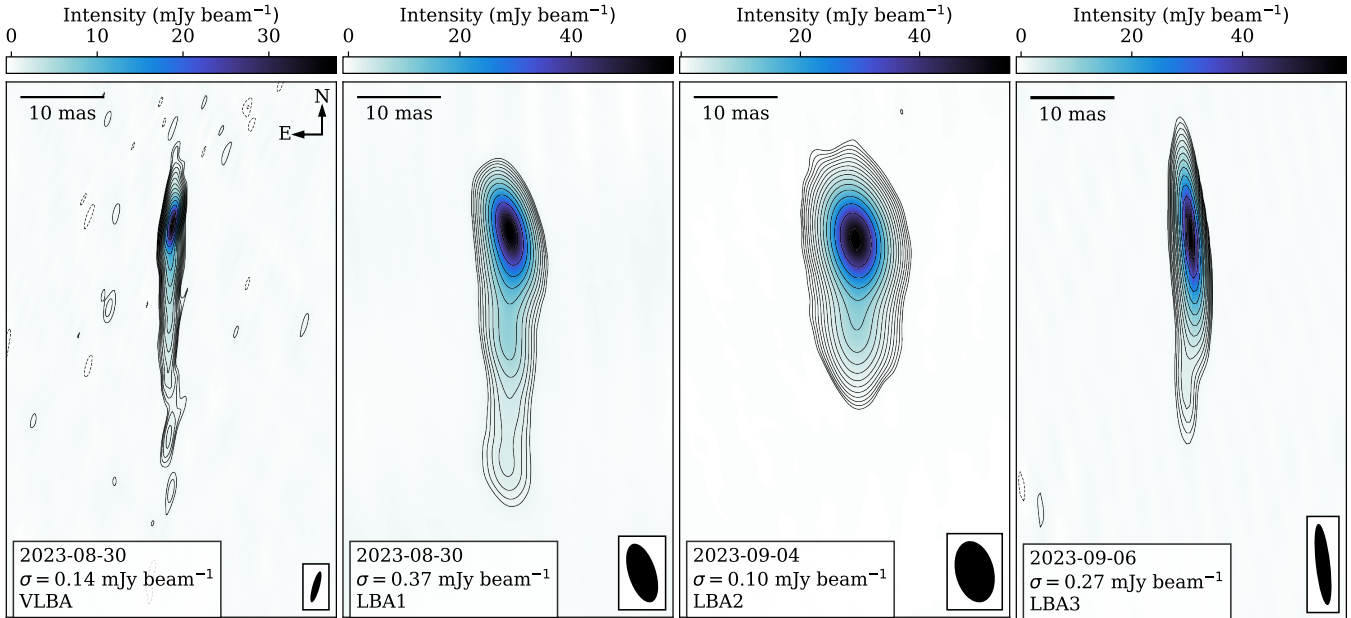 Intensity (mJy beam⁻¹) Intensity (mJy beam⁻¹) Intensity (mJy beam⁻¹) Intensity (mJy beam⁻¹)
0 10 20 30 0 20 40 0 20 40 0 20 40
10 mas N 10 mas 10 mas 10 mas
E
2023-08-30
σ = 0.14 mJy beam⁻¹
VLBA
2023-08-30
σ = 0.37 mJy beam⁻¹
LBA1
2023-09-04
σ = 0.10 mJy beam⁻¹
LBA2
2023-09-06
σ = 0.27 mJy beam⁻¹
LBA3